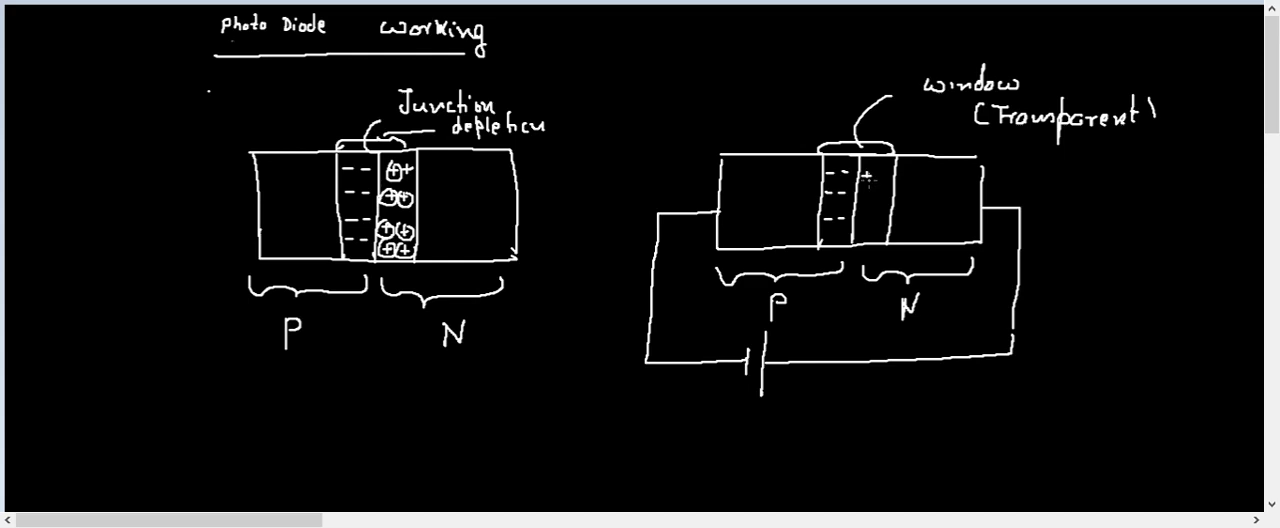 Photo Diode Working
Junction
depletion
Window
(Transparent)
- - + +
- - + +
- - + +
- - + +
- - +
- -
- -
P N
P N